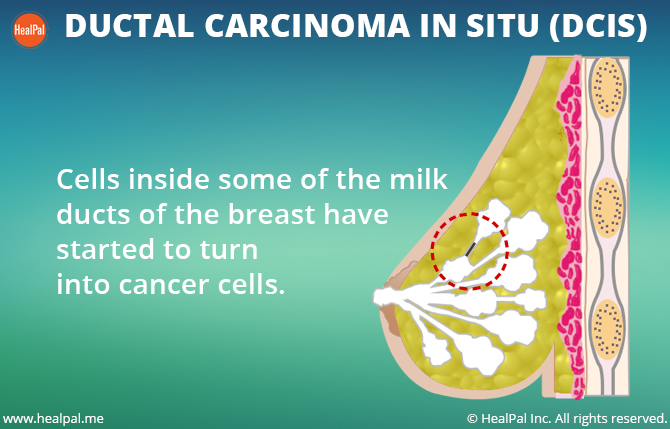 HealPal
DUCTAL CARCINOMA IN SITU (DCIS)
Cells inside some of the milk
ducts of the breast have
started to turn
into cancer cells.
www.healpal.me
© HealPal Inc. All rights reserved.